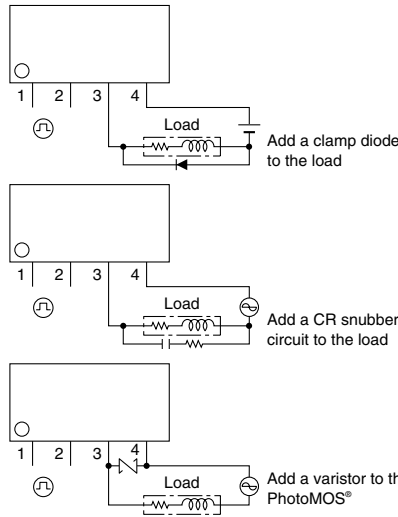 1 2 3 4
Load
Add a clamp diode
to the load
1 2 3 4
Load
Add a CR snubber
circuit to the load
1 2 3 4
Load
Add a varistor to th
PhotoMOS®